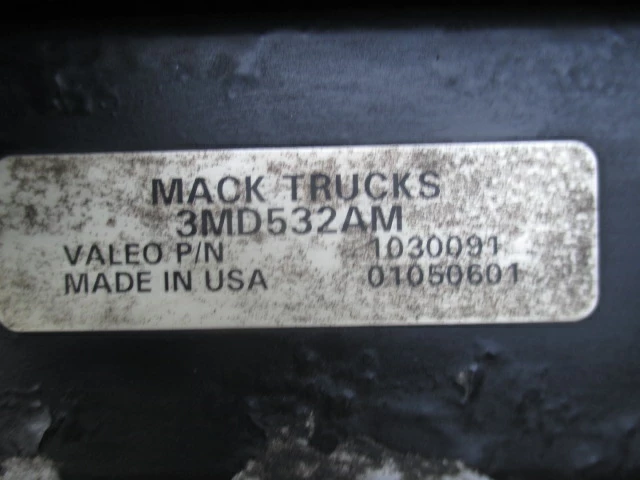 MACK TRUCKS
3MD532AM
VALEO P/N 1030091
MADE IN USA 01050601